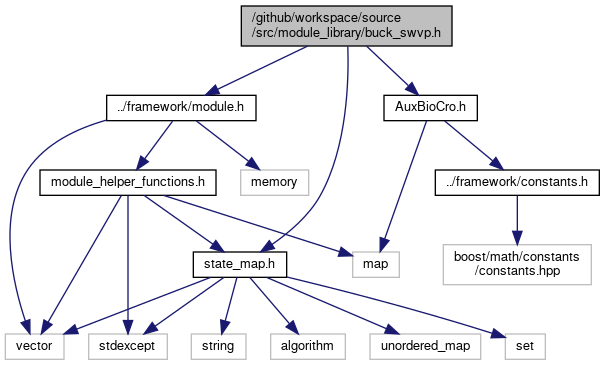 /github/workspace/source
/src/module_library/buck_swvp.h
../framework/module.h
AuxBioCro.h
module_helper_functions.h
memory
../framework/constants.h
state_map.h
map
boost/math/constants
/constants.hpp
vector
stdexcept
string
algorithm
unordered_map
set